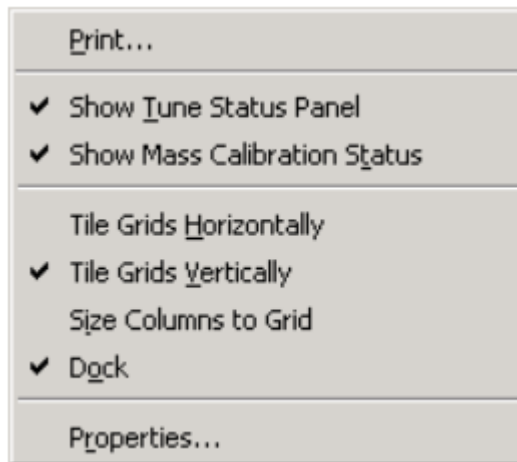 Print...
Show Tune Status Panel
Show Mass Calibration Status
Tile Grids Horizontally
Tile Grids Vertically
Size Columns to Grid
Dock
Properties...